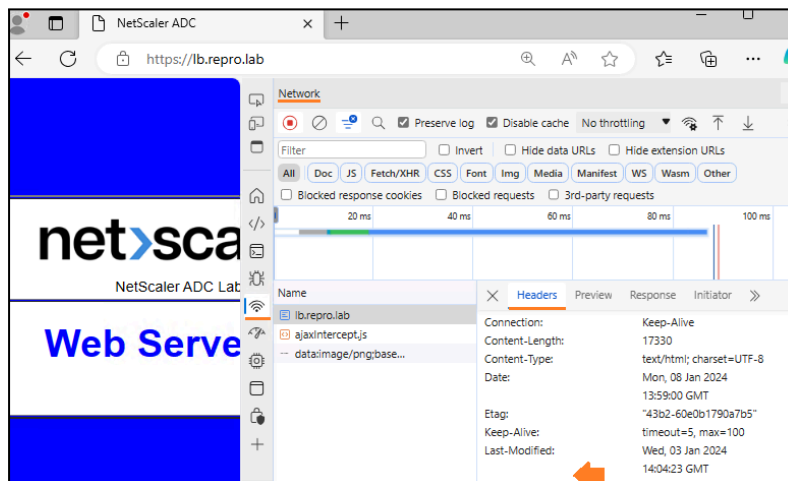 NetScaler ADC
https://lb.repro.lab
Network
Preserve log Disable cache No throttling
Filter Invert Hide data URLs Hide extension URLs
All Doc JS Fetch/XHR CSS Font Img Media Manifest WS Wasm Other
Blocked response cookies Blocked requests 3rd-party requests
20 ms 40 ms 60 ms 80 ms 100 ms
net>sca
NetScaler ADC Lab
Web Serve
Name
lb.repro.lab
ajaxIntercept.js
data:image/png;base...
Headers Preview Response Initiator
Connection: Keep-Alive
Content-Length: 17330
Content-Type: text/html; charset=UTF-8
Date: Mon, 08 Jan 2024
13:59:00 GMT
Etag: "43b2-60e0b1790a7b5"
Keep-Alive: timeout=5, max=100
Last-Modified: Wed, 03 Jan 2024
14:04:23 GMT